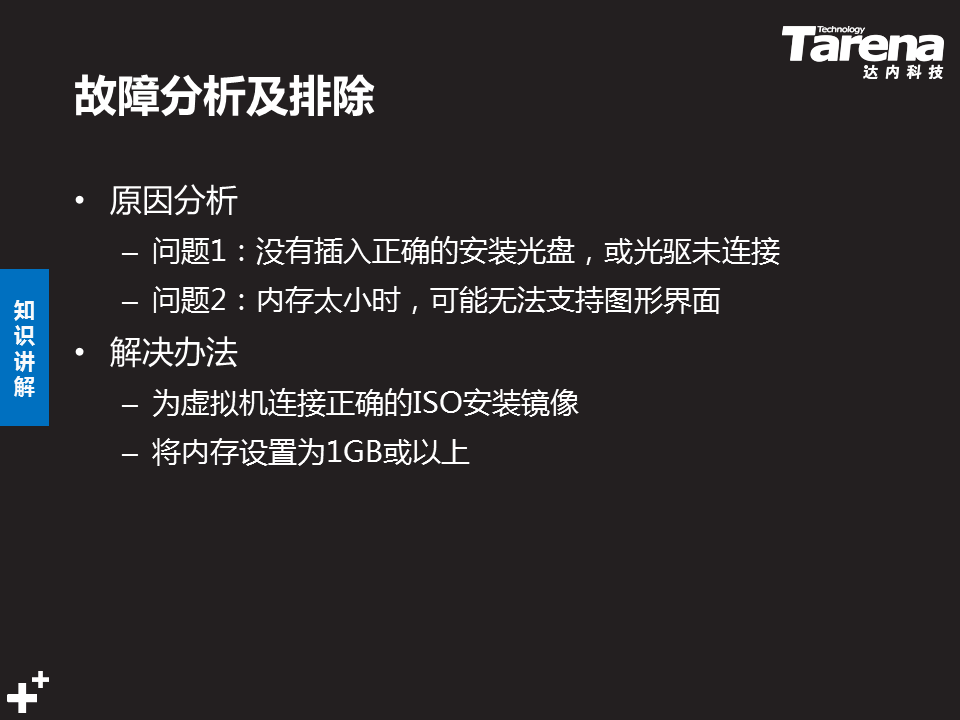 Technology
Tarena
达内科技
故障分析及排除
• 原因分析
– 问题1：没有插入正确的安装光盘，或光驱未连接
– 问题2：内存太小时，可能无法支持图形界面
• 解决办法
– 为虚拟机连接正确的ISO安装镜像
– 将内存设置为1GB或以上
知识讲解